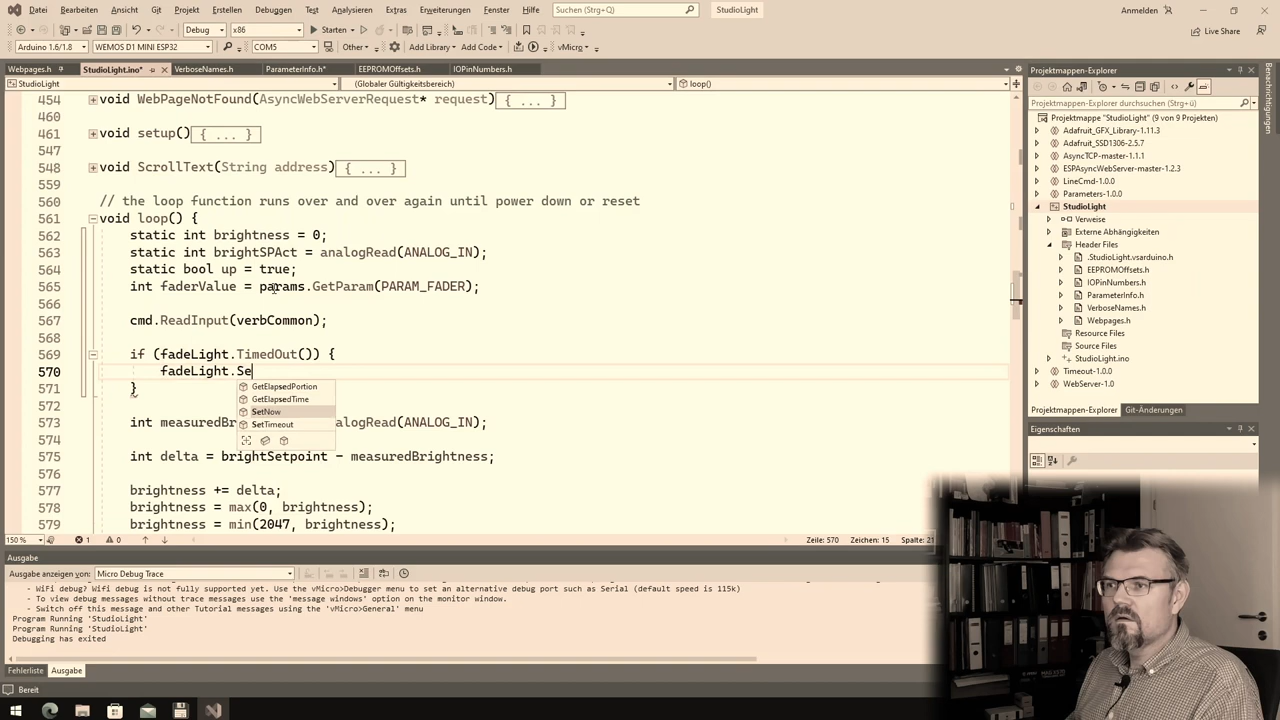 Datei Bearbeiten Ansicht Git Projekt Erstellen Debuggen Test Analysieren Extras Erweiterungen Fenster Hilfe Suchen (Strg+Q) StudioLight Anmelden
Debug x86 Starten Live Share
Arduino 1.6/1.8 WEMOS D1 MINI ESP32 COM5 Other Add Library Add Code vMicro
Webpages.h StudioLight.ino* VerboseNames.h ParameterInfo.h* EEPROMOffsets.h IOPinNumbers.h
StudioLight (Globaler Gültigkeitsbereich) loop()
454 void WebPageNotFound(AsyncWebServerRequest* request){ ... }
460
461 void setup(){ ... }
547
548 void ScrollText(String address){ ... }
559
560 // the loop function runs over and over again until power down or reset
561 void loop() {
562 static int brightness = 0;
563 static int brightSPAct = analogRead(ANALOG_IN);
564 static bool up = true;
565 int faderValue = params.GetParam(PARAM_FADER);
566
567 cmd.ReadInput(verbCommon);
568
569 if (fadeLight.TimedOut()) {
570 fadeLight.Se
571 }
GetElapsedPortion
GetElapsedTime
SetNow
SetTimeout
572
573 int measuredBr alogRead(ANALOG_IN);
574
575 int delta = brightSetpoint - measuredBrightness;
576
577 brightness += delta;
578 brightness = max(0, brightness);
579 brightness = min(2047, brightness);
150 % 1 0 Zeile: 570 Zeichen: 15 Spalte: 21
Ausgabe
Ausgabe anzeigen von: Micro Debug Trace
- WiFi debug? Wifi debug is not fully supported yet. Use the vMicro>Debugger menu to set an alternative debug port such as Serial (default speed is 115k)
- To view debug messages without trace messages use the 'message windows' option on the monitor window.
- Switch off this message and other Tutorial messages using the 'vMicro>General' menu
Program Running 'StudioLight'
Program Running 'StudioLight'
Debugging has exited
Fehlerliste Ausgabe
Bereit
Projektmappen-Explorer
Projektmappen-Explorer durchsuchen (Strg+ü)
Projektmappe "StudioLight" (9 von 9 Projekten)
Adafruit_GFX_Library-1.11.3
Adafruit_SSD1306-2.5.7
AsyncTCP-master-1.1.1
ESPAsyncWebServer-master-1.2.3
LineCmd-1.0.0
Parameters-1.0.0
StudioLight
Verweise
Externe Abhängigkeiten
Header Files
.StudioLight.vsarduino.h
EEPROMOffsets.h
IOPinNumbers.h
ParameterInfo.h
VerboseNames.h
Webpages.h
Resource Files
Source Files
StudioLight.ino
Timeout-1.0.0
WebServer-1.0
Projektmappen-Explorer Git-Änderungen
Eigenschaften
Benachrichtigungen